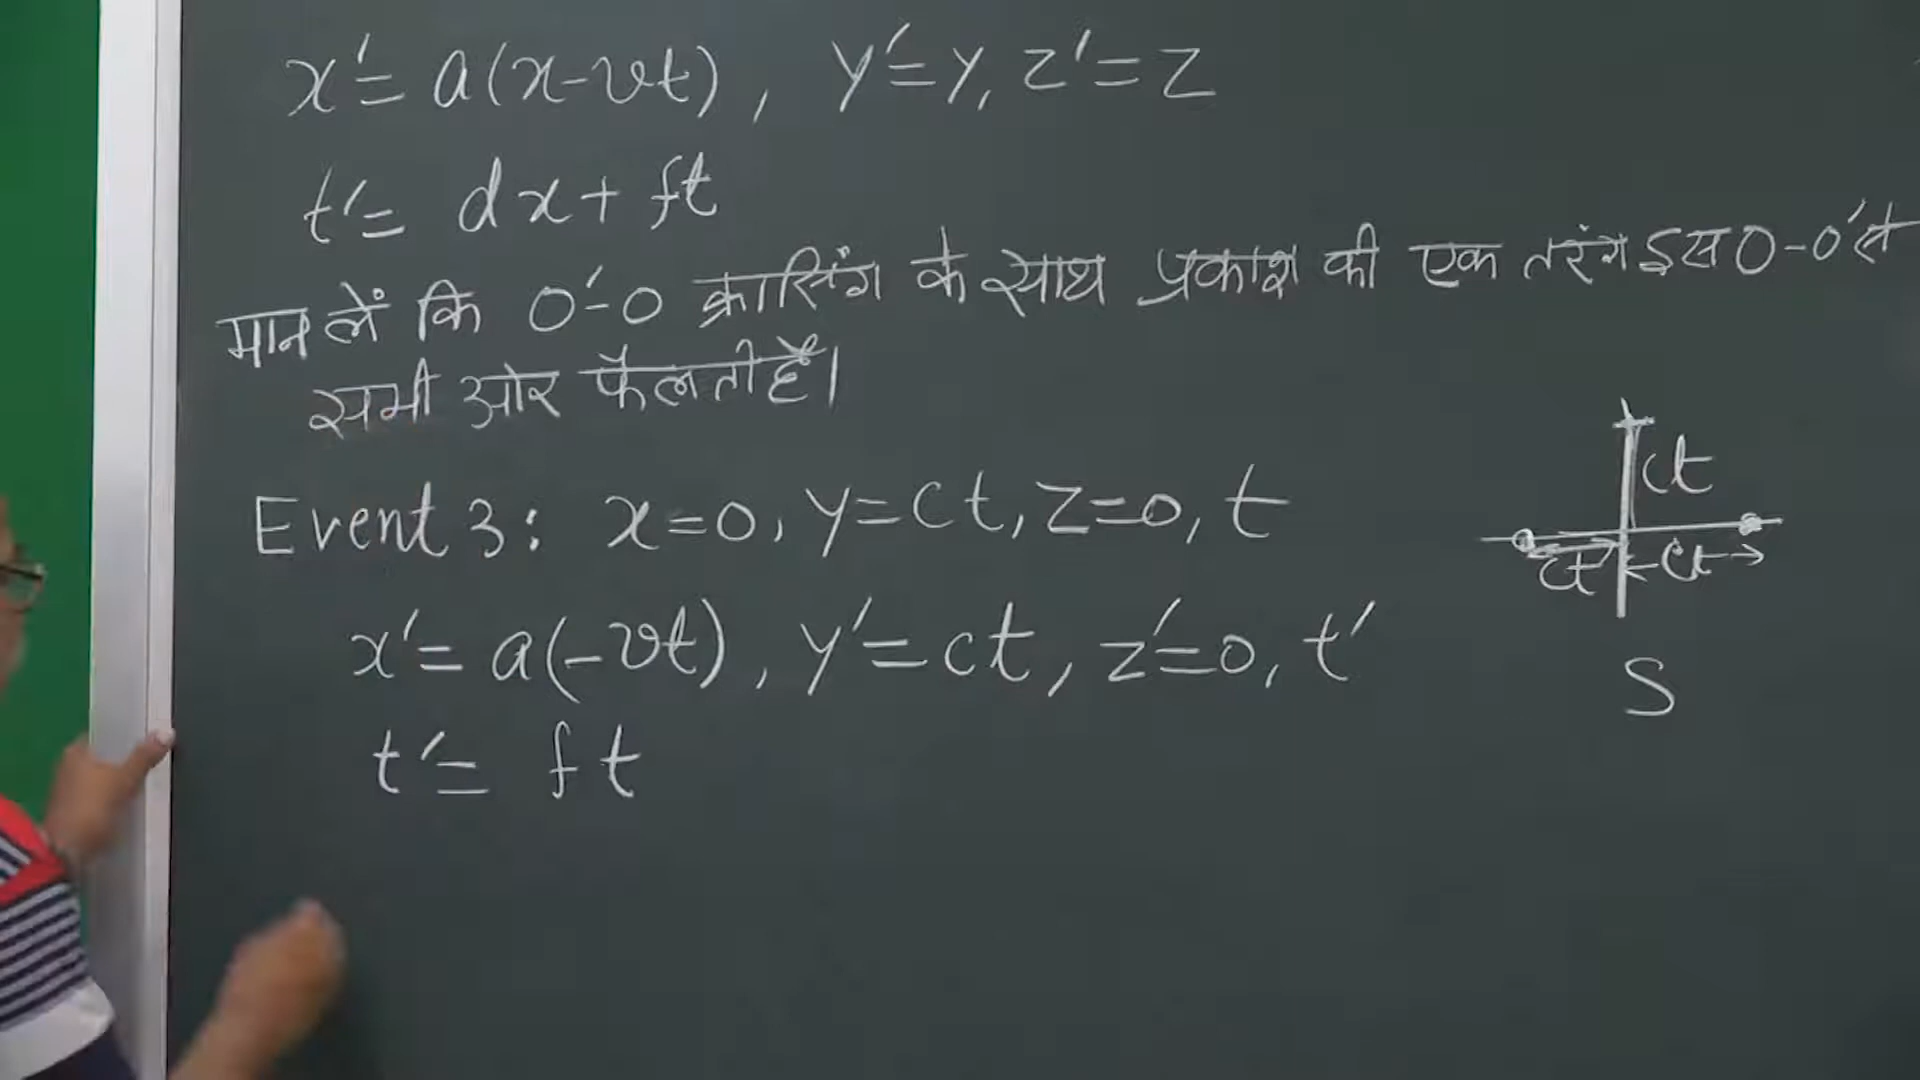 x′= a(x-vt), y′=y, z′=z
t′= dx+ ft
मान लें कि O′-O क्रासिंग के साथ प्रकाश की एक तरंग इस O-O′ से
सभी ओर फैलती है।
Event 3: x=0, y=ct, z=0, t
x′= a(-vt), y′=ct, z′=0, t′
t′= ft
ct
ct ct
S